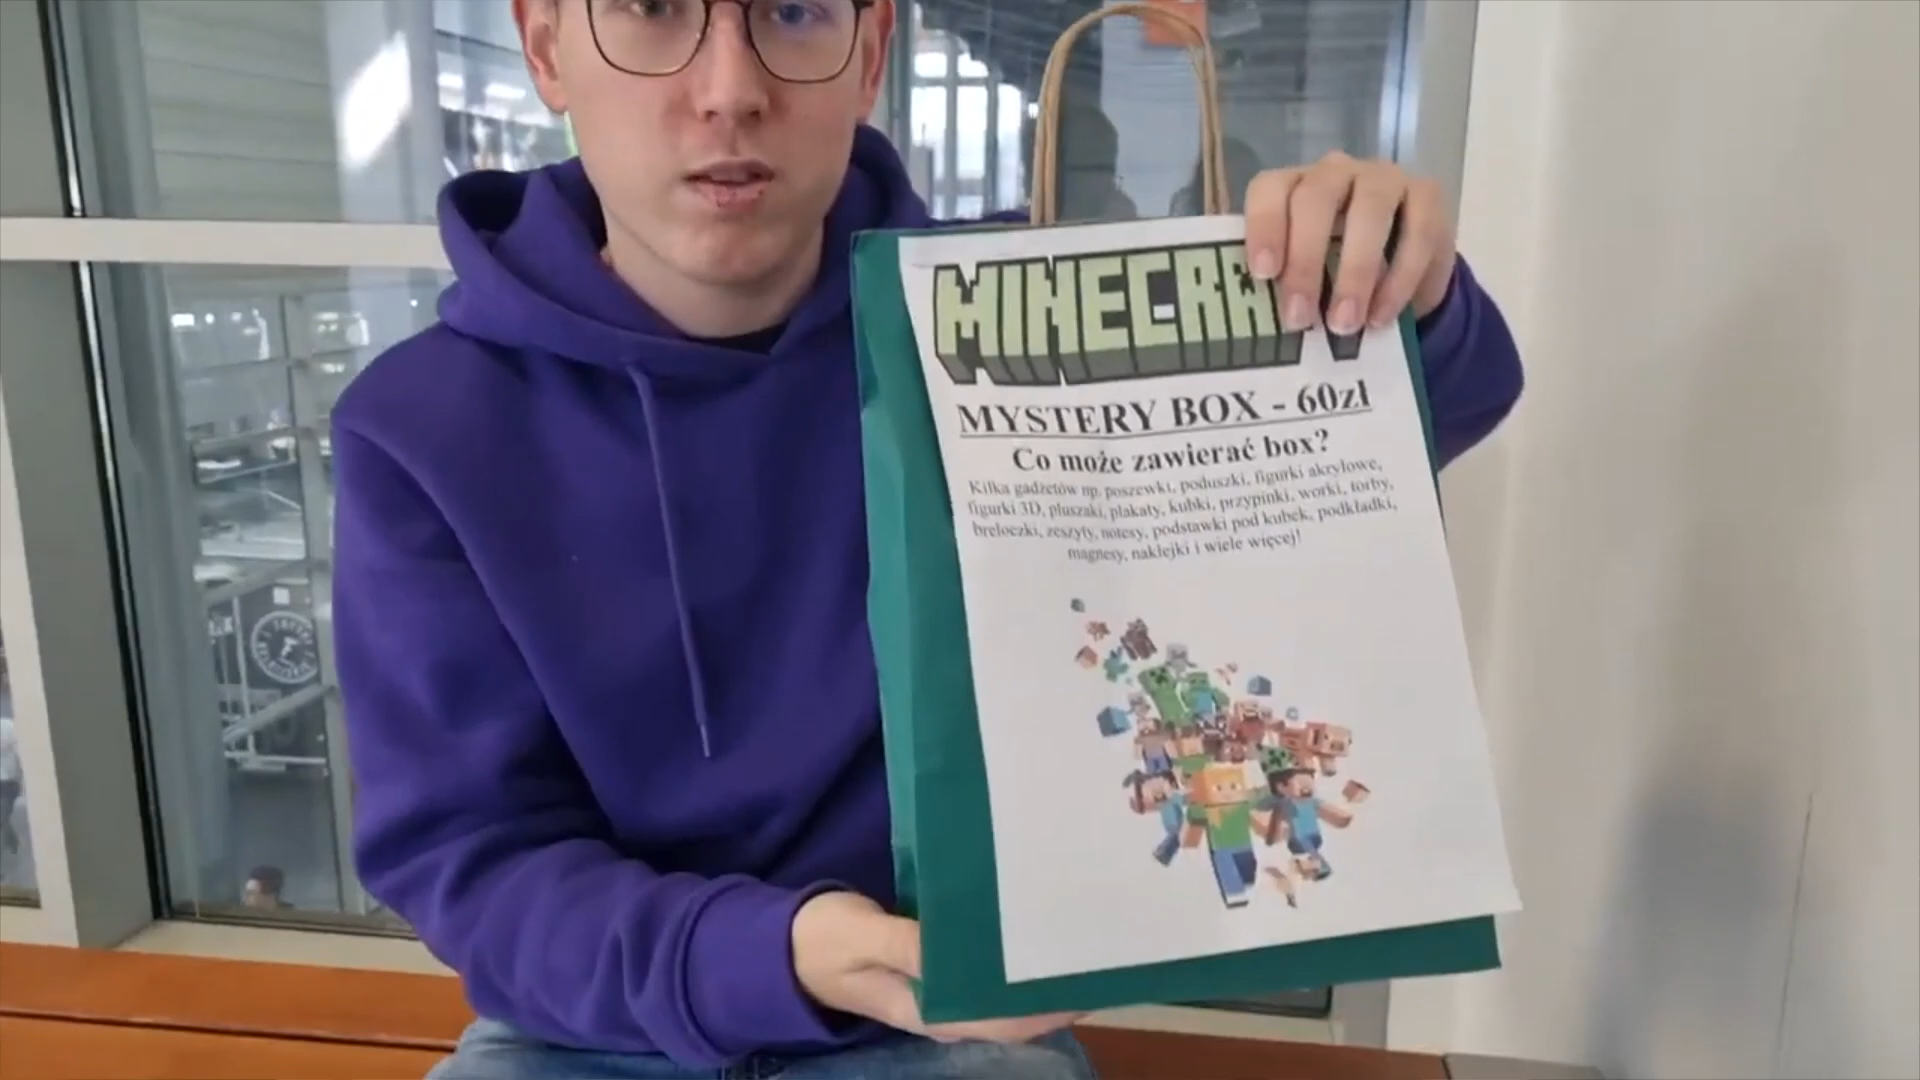 MINECRAFT
MYSTERY BOX - 60zł
Co może zawierać box?
Kilka gadżetów np. poszewki, poduszki, figurki akrylowe,
figurki 3D, pluszaki, plakaty, kubki, przypinki, worki, torby,
breloczki, zeszyty, notesy, podstawki pod kubek, podkładki,
magnesy, naklejki i wiele więcej!